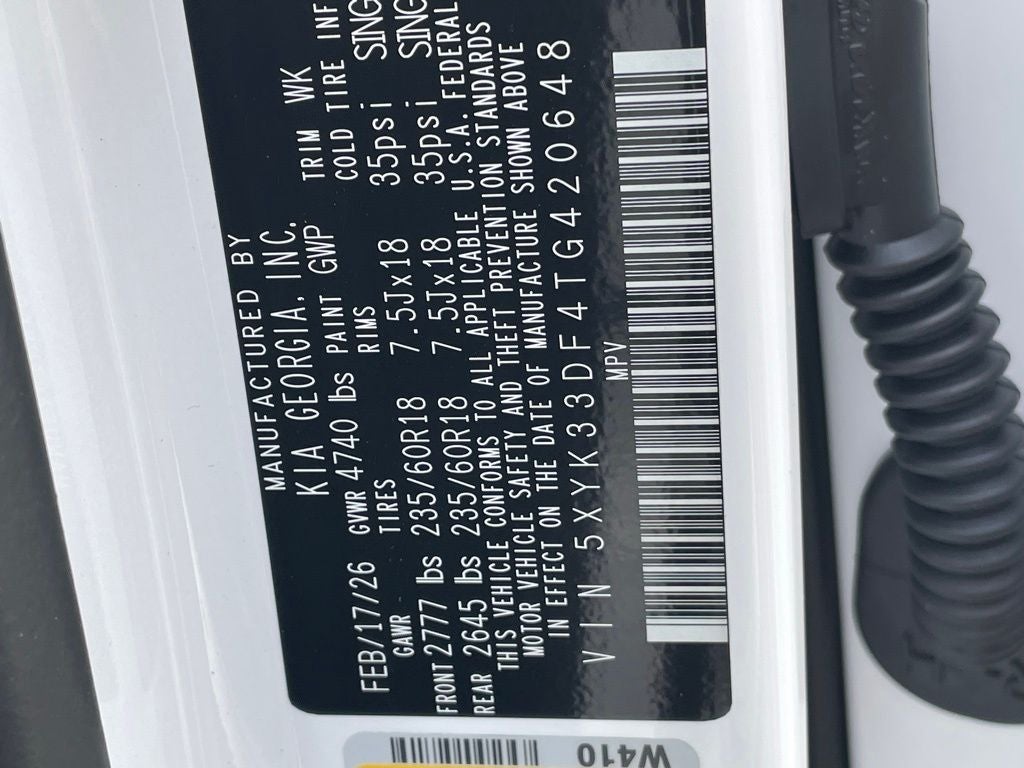 MANUFACTURED BY
KIA GEORGIA, INC.
FEB/17/26 GVWR 4740 lbs PAINT GWP TRIM WK
GAWR TIRES RIMS COLD TIRE INF
FRONT 2777 lbs 235/60R18 7.5Jx18 35psi SING
REAR 2645 lbs 235/60R18 7.5Jx18 35psi SING
THIS VEHICLE CONFORMS TO ALL APPLICABLE U.S.A. FEDERAL
MOTOR VEHICLE SAFETY AND THEFT PREVENTION STANDARDS
IN EFFECT ON THE DATE OF MANUFACTURE SHOWN ABOVE
VIN 5XYK33DF4TG420648
MPV
W410